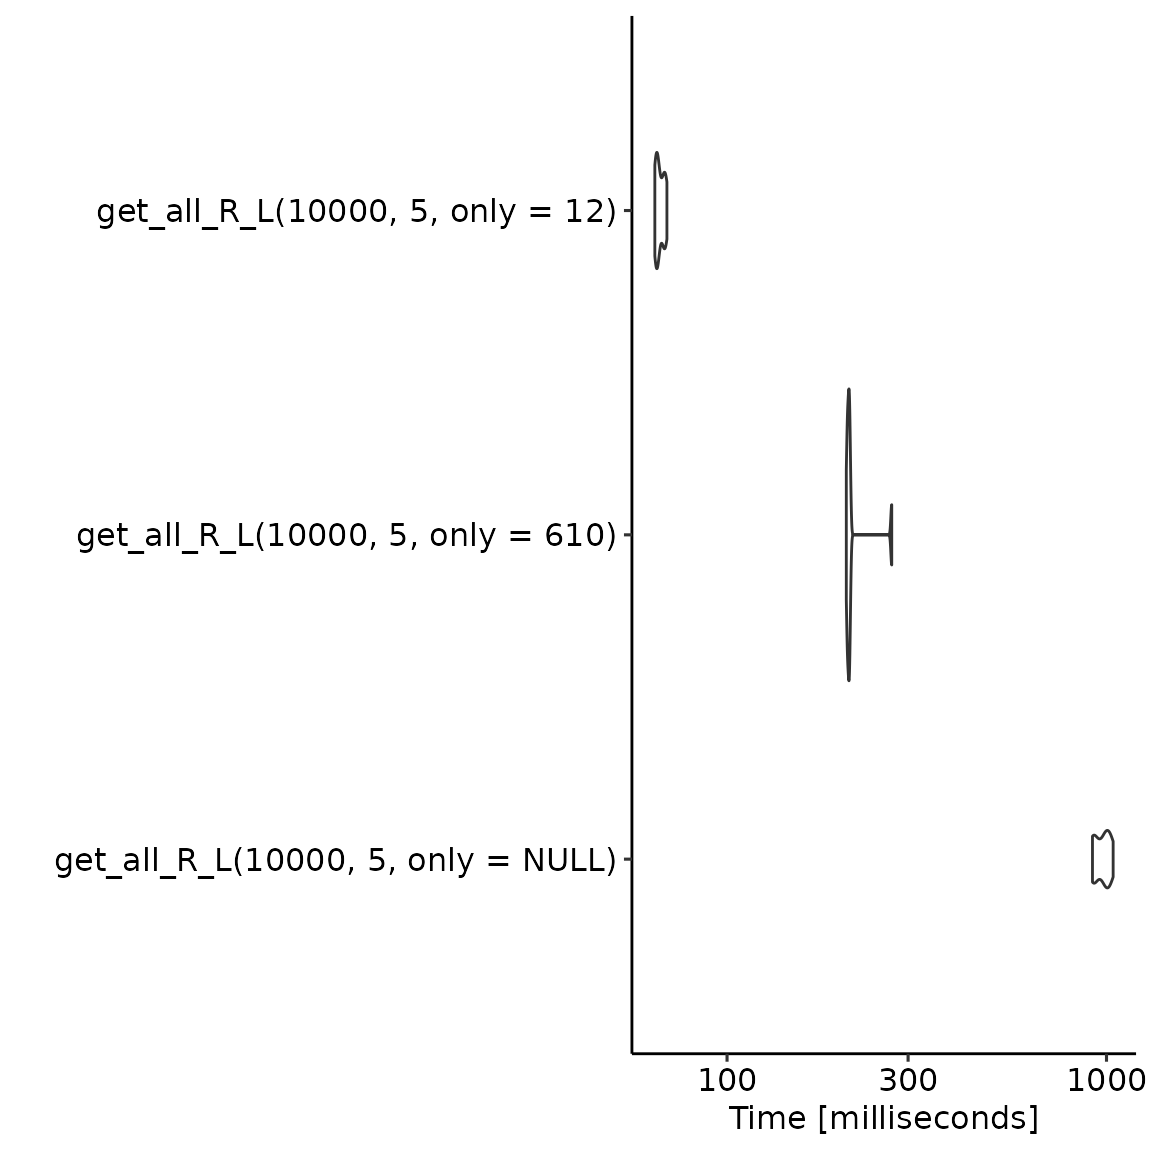 get_all_R_L(10000, 5, only = 12)
get_all_R_L(10000, 5, only = 610)
get_all_R_L(10000, 5, only = NULL)
100 300 1000
Time [milliseconds]